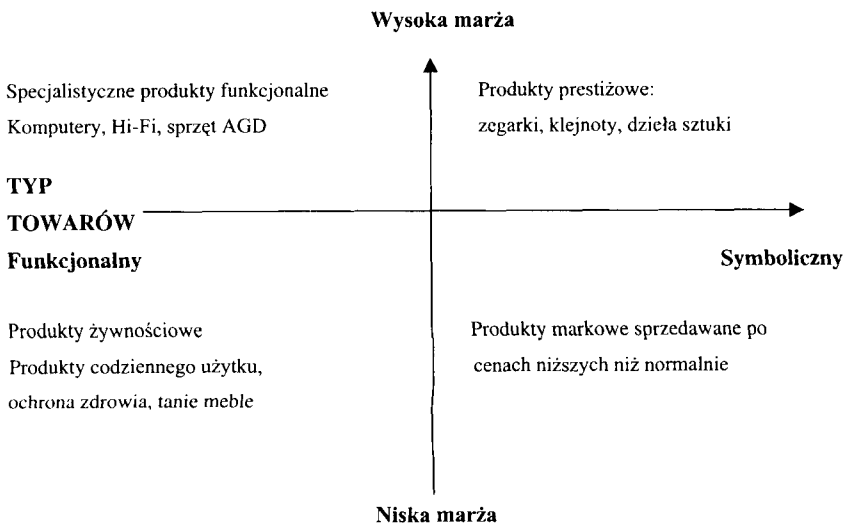 Wysoka marża
Specjalistyczne produkty funkcjonalne
Komputery, Hi-Fi, sprzęt AGD
Produkty prestiżowe:
zegarki, klejnoty, dzieła sztuki
TYP
TOWARÓW
Funkcjonalny
Symboliczny
Produkty żywnościowe
Produkty codziennego użytku,
ochrona zdrowia, tanie meble
Produkty markowe sprzedawane po
cenach niższych niż normalnie
Niska marża